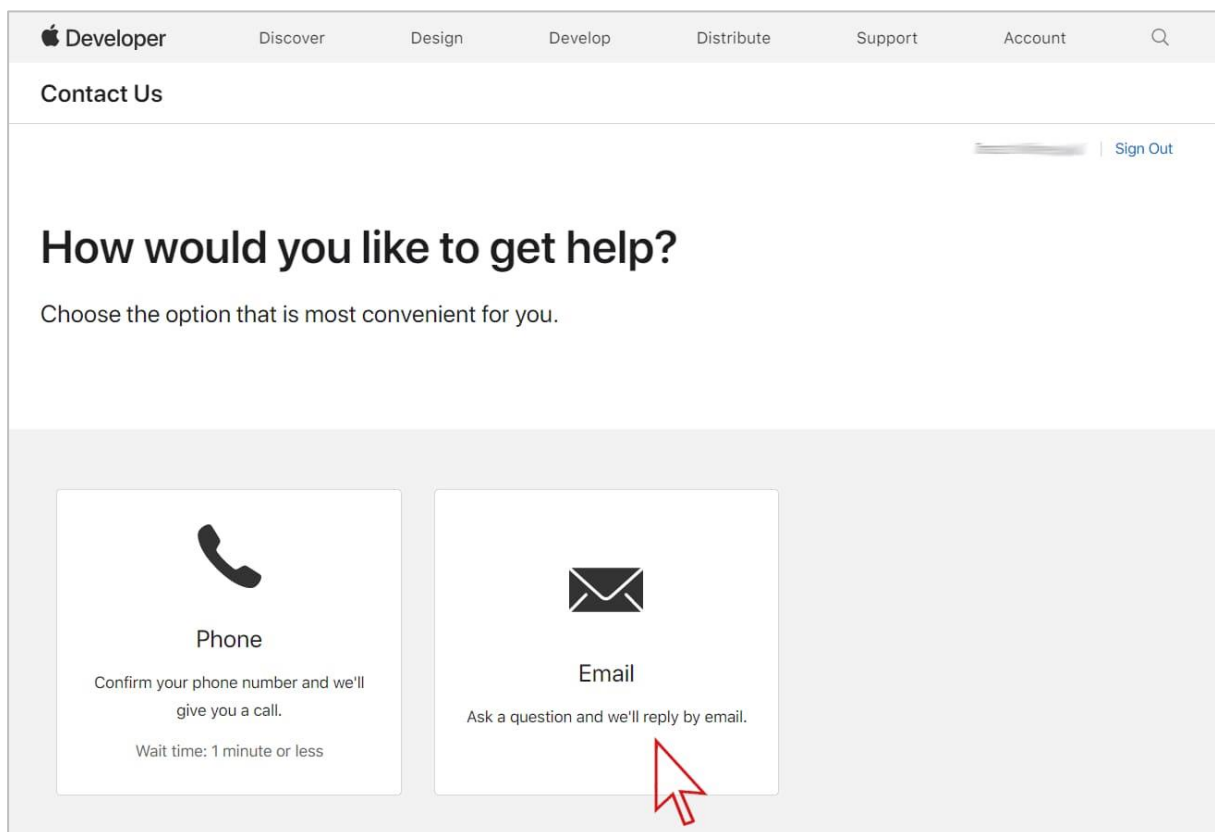 Developer Discover Design Develop Distribute Support Account
Contact Us
Sign Out
How would you like to get help?
Choose the option that is most convenient for you.
Phone
Confirm your phone number and we'll
give you a call.
Wait time: 1 minute or less
Email
Ask a question and we'll reply by email.